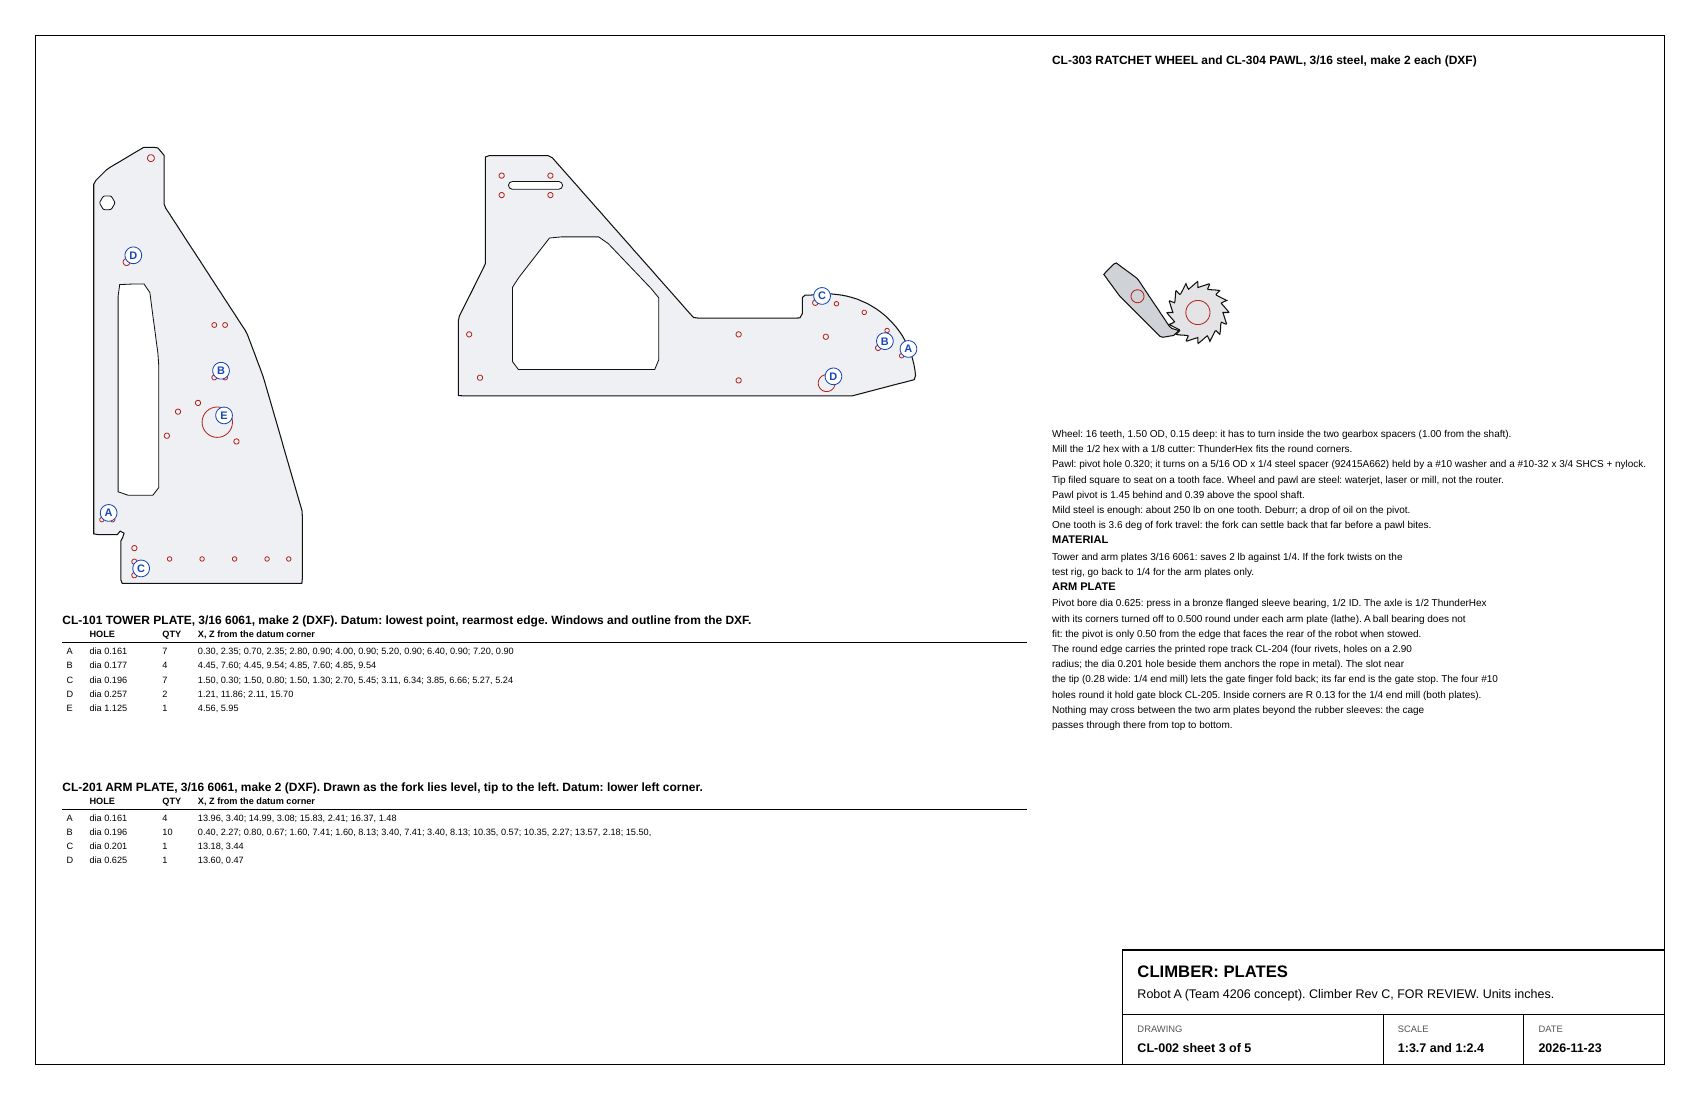 CL-303 RATCHET WHEEL and CL-304 PAWL, 3/16 steel, make 2 each (DXF)
D
B
E
A
C
C
B
A
D
Wheel: 16 teeth, 1.50 OD, 0.15 deep: it has to turn inside the two gearbox spacers (1.00 from the shaft).
Mill the 1/2 hex with a 1/8 cutter: ThunderHex fits the round corners.
Pawl: pivot hole 0.320; it turns on a 5/16 OD x 1/4 steel spacer (92415A662) held by a #10 washer and a #10-32 x 3/4 SHCS + nylock.
Tip filed square to seat on a tooth face. Wheel and pawl are steel: waterjet, laser or mill, not the router.
Pawl pivot is 1.45 behind and 0.39 above the spool shaft.
Mild steel is enough: about 250 lb on one tooth. Deburr; a drop of oil on the pivot.
One tooth is 3.6 deg of fork travel: the fork can settle back that far before a pawl bites.
MATERIAL
Tower and arm plates 3/16 6061: saves 2 lb against 1/4. If the fork twists on the
test rig, go back to 1/4 for the arm plates only.
ARM PLATE
Pivot bore dia 0.625: press in a bronze flanged sleeve bearing, 1/2 ID. The axle is 1/2 ThunderHex
with its corners turned off to 0.500 round under each arm plate (lathe). A ball bearing does not
fit: the pivot is only 0.50 from the edge that faces the rear of the robot when stowed.
The round edge carries the printed rope track CL-204 (four rivets, holes on a 2.90
radius; the dia 0.201 hole beside them anchors the rope in metal). The slot near
the tip (0.28 wide: 1/4 end mill) lets the gate finger fold back; its far end is the gate stop. The four #10
holes round it hold gate block CL-205. Inside corners are R 0.13 for the 1/4 end mill (both plates).
Nothing may cross between the two arm plates beyond the rubber sleeves: the cage
passes through there from top to bottom.
CL-101 TOWER PLATE, 3/16 6061, make 2 (DXF). Datum: lowest point, rearmost edge. Windows and outline from the DXF.
HOLE QTY X, Z from the datum corner
A dia 0.161 7 0.30, 2.35; 0.70, 2.35; 2.80, 0.90; 4.00, 0.90; 5.20, 0.90; 6.40, 0.90; 7.20, 0.90
B dia 0.177 4 4.45, 7.60; 4.45, 9.54; 4.85, 7.60; 4.85, 9.54
C dia 0.196 7 1.50, 0.30; 1.50, 0.80; 1.50, 1.30; 2.70, 5.45; 3.11, 6.34; 3.85, 6.66; 5.27, 5.24
D dia 0.257 2 1.21, 11.86; 2.11, 15.70
E dia 1.125 1 4.56, 5.95
CL-201 ARM PLATE, 3/16 6061, make 2 (DXF). Drawn as the fork lies level, tip to the left. Datum: lower left corner.
HOLE QTY X, Z from the datum corner
A dia 0.161 4 13.96, 3.40; 14.99, 3.08; 15.83, 2.41; 16.37, 1.48
B dia 0.196 10 0.40, 2.27; 0.80, 0.67; 1.60, 7.41; 1.60, 8.13; 3.40, 7.41; 3.40, 8.13; 10.35, 0.57; 10.35, 2.27; 13.57, 2.18; 15.50,
C dia 0.201 1 13.18, 3.44
D dia 0.625 1 13.60, 0.47
CLIMBER: PLATES
Robot A (Team 4206 concept). Climber Rev C, FOR REVIEW. Units inches.
DRAWING SCALE DATE
CL-002 sheet 3 of 5 1:3.7 and 1:2.4 2026-11-23